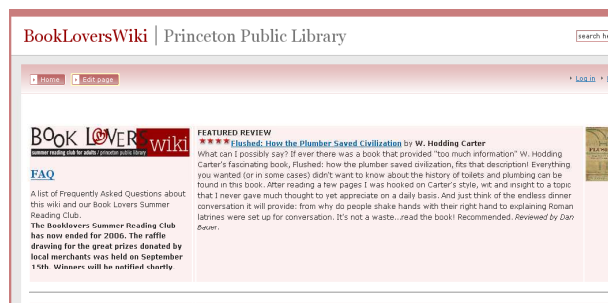 BookLoversWiki | Princeton Public Library
search he
Home
Edit page
Log in
BOOK LOVERS wiki
summer reading club for adults / princeton public library
FAQ
A list of Frequently Asked Questions about
this wiki and our Book Lovers Summer
Reading Club.
The Booklovers Summer Reading Club
has now ended for 2006. The raffle
drawing for the great prizes donated by
local merchants was held on September
15th. Winners will be notified shortly.
FEATURED REVIEW
Flushed: How the Plumber Saved Civilization by W. Hodding
Carter
What can I possibly say? If ever there was a book that provided "too much information" W. Hodding
Carter's fascinating book, Flushed: how the plumber saved civilization, fits that description! Everything
you wanted (or in some cases) didn't want to know about the history of toilets and plumbing can be
found in this book. After reading a few pages I was hooked on Carter's style, wit and insight to a topic
that I never gave much thought to yet appreciate on a daily basis. And just think of the endless dinner
conversation it will provide: from why do people shake hands with their right hand to explaining Roman
latrines were set up for conversation. It's not a waste...read the book! Recommended. Reviewed by Dan
Bauer.